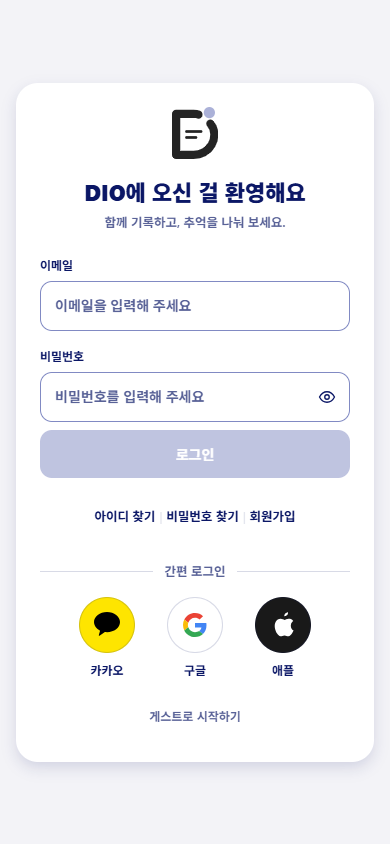 DIO에 오신 걸 환영해요
함께 기록하고, 추억을 나눠 보세요.
이메일
이메일을 입력해 주세요
비밀번호
비밀번호를 입력해 주세요
로그인
아이디 찾기 | 비밀번호 찾기 | 회원가입
간편 로그인
카카오 구글 애플
게스트로 시작하기